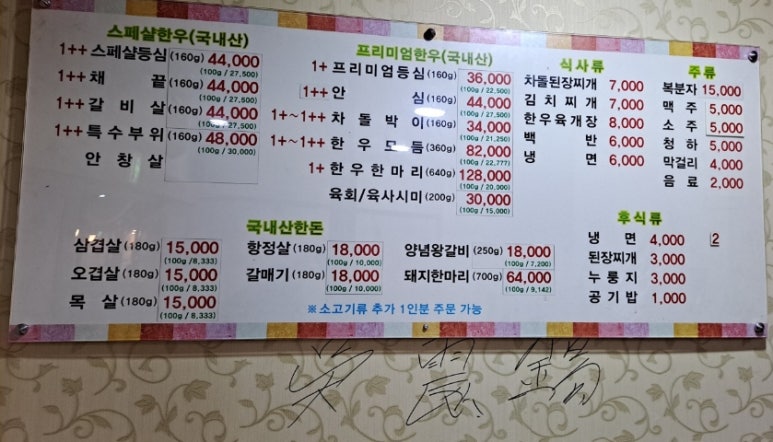 스페샬한우(국내산)
1++ 스페샬등심(160g) 44,000
(100g / 27,500)
1++ 채 끝(160g) 44,000
(100g / 27,500)
1++ 갈 비 살(160g) 44,000
(100g / 27,500)
1++ 특수부위(160g) 48,000
(100g / 30,000)
안 창 살
프리미엄한우(국내산)
1+ 프리미엄등심(160g) 36,000
(100g / 22,500)
1++ 안 심(160g) 44,000
(100g / 27,500)
1+~1++ 차 돌 박 이(160g) 34,000
(100g / 21,250)
1+~1++ 한 우 모 듬(360g) 82,000
(100g / 22,777)
1+ 한우한마리(640g) 128,000
(100g / 20,000)
육회/육사시미(200g) 30,000
(100g / 15,000)
식사류
차돌된장찌개 7,000
김 치 찌 개 7,000
한우육개장 8,000
백 반 6,000
냉 면 6,000
주류
복분자 15,000
맥 주 5,000
소 주 5,000
청 하 5,000
막걸리 4,000
음 료 2,000
국내산한돈
삼겹살(180g) 15,000
(100g / 8,333)
오겹살(180g) 15,000
(100g / 8,333)
목 살(180g) 15,000
(100g / 8,333)
항정살(180g) 18,000
(100g / 10,000)
갈매기(180g) 18,000
(100g / 10,000)
양념왕갈비(250g) 18,000
(100g / 7,200)
돼지한마리(700g) 64,000
(100g / 9,142)
※소고기류 추가 1인분 주문 가능
후식류
냉 면 4,000
2
된장찌개 3,000
누 룽 지 3,000
공 기 밥 1,000